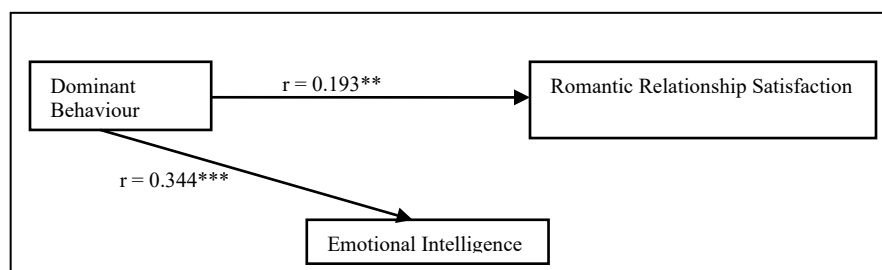 Dominant
Behaviour
r = 0.193**
Romantic Relationship Satisfaction
r = 0.344***
Emotional Intelligence